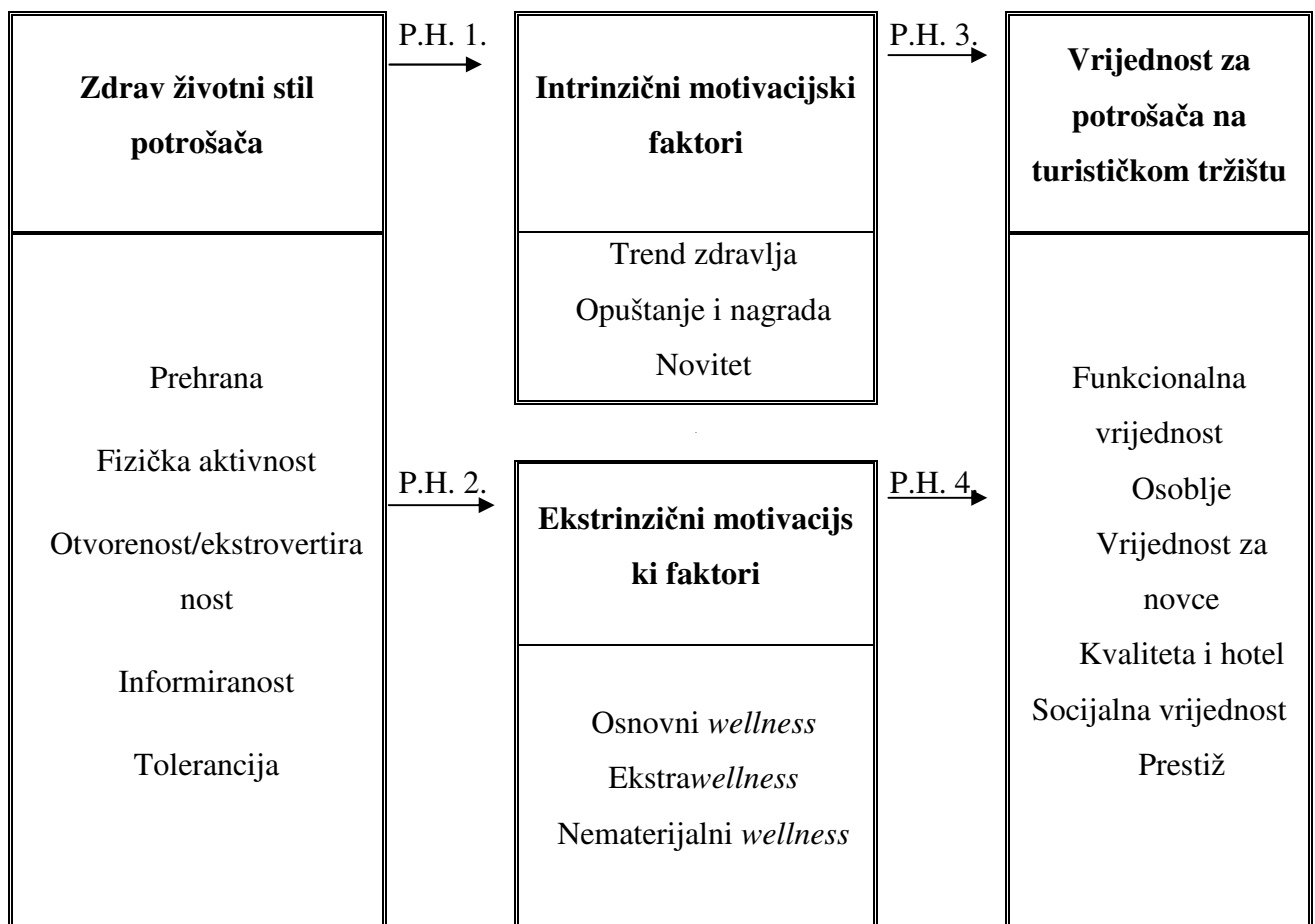 Zdrav životni stil
potrošača
Prehrana
Fizička aktivnost
Otvorenost/ekstrovertira
nost
Informiranost
Tolerancija
P.H. 1.
P.H. 2.
Intrinzični motivacijski
faktori
Trend zdravlja
Opuštanje i nagrada
Novitet
Ekstrinzični motivacijs
ki faktori
Osnovni wellness
Ekstrawellness
Nematerijalni wellness
P.H. 3.
P.H. 4.
Vrijednost za
potrošača na
turističkom tržištu
Funkcionalna
vrijednost
Osoblje
Vrijednost za
novce
Kvaliteta i hotel
Socijalna vrijednost
Prestiž